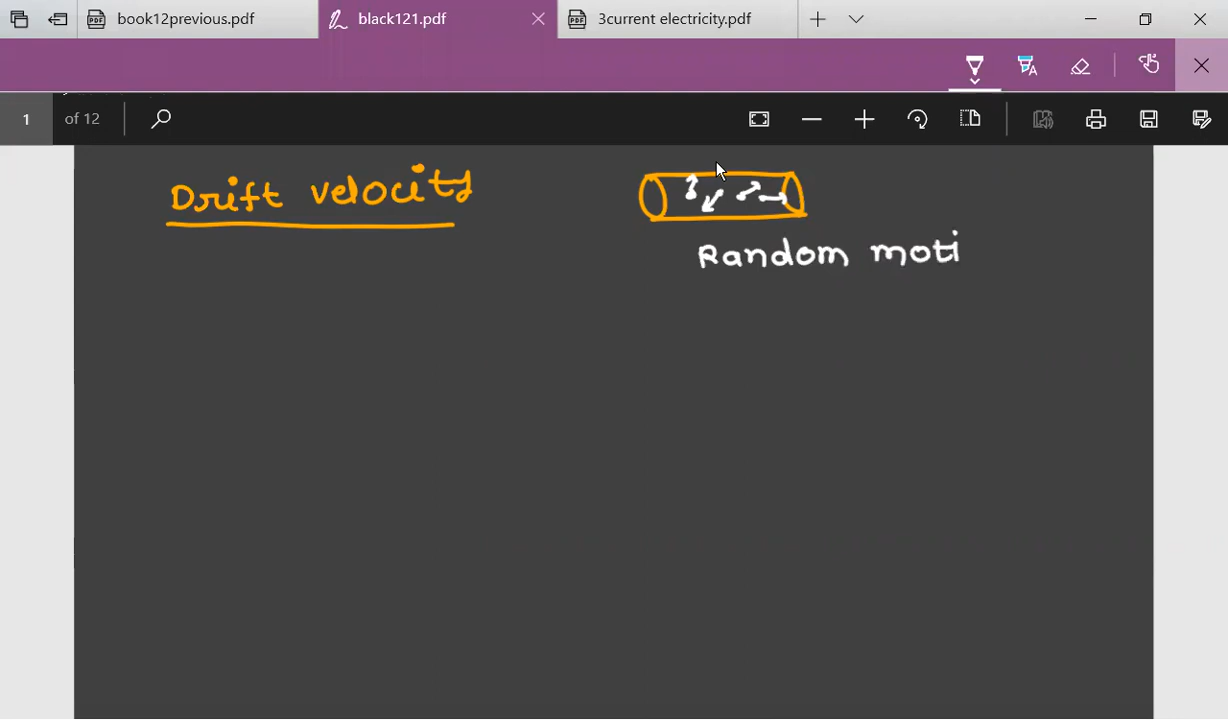 book12previous.pdf
black121.pdf
3current electricity.pdf
1 of 12
Drift velocity
Random moti